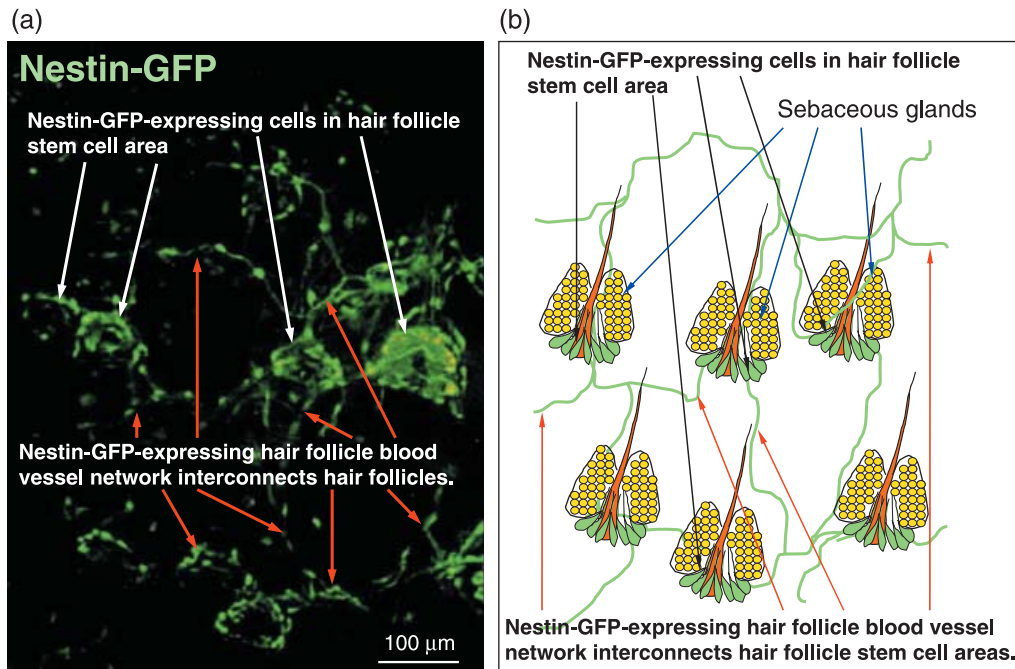 (a)
Nestin-GFP
Nestin-GFP-expressing cells in hair follicle
stem cell area
Nestin-GFP-expressing hair follicle blood
vessel network interconnects hair follicles.
100 μm
(b)
Nestin-GFP-expressing cells in hair follicle
stem cell area
Sebaceous glands
Nestin-GFP-expressing hair follicle blood vessel
network interconnects hair follicle stem cell areas.